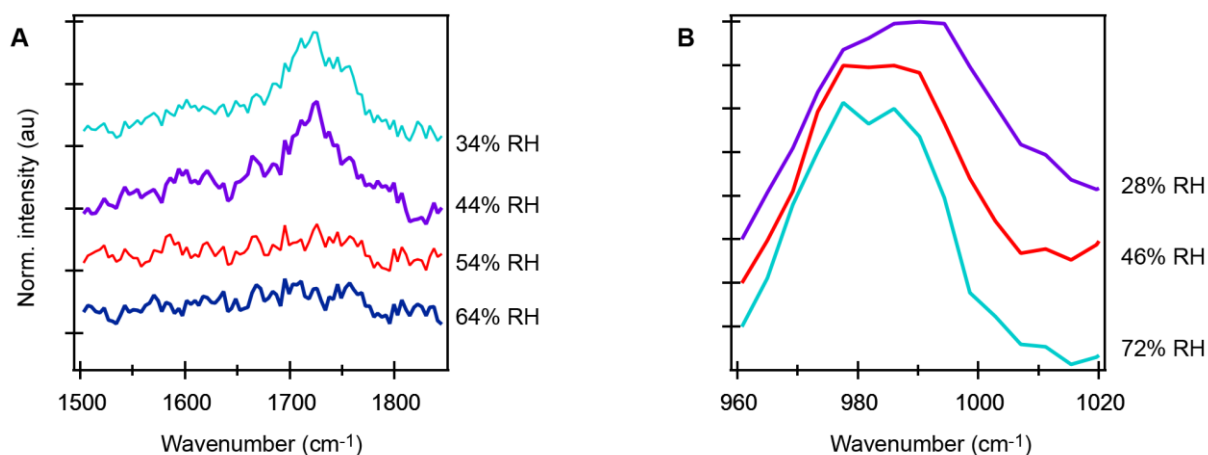 A
Norm. intensity (au)
34% RH
44% RH
54% RH
64% RH
1500 1600 1700 1800
Wavenumber (cm-1)
B
28% RH
46% RH
72% RH
960 980 1000 1020
Wavenumber (cm-1)